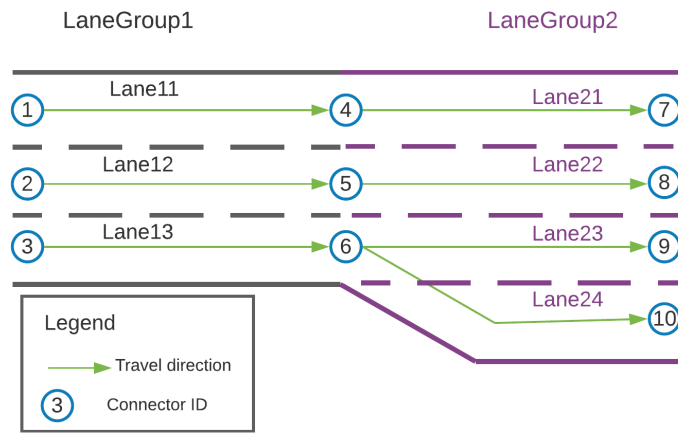 LaneGroup1
LaneGroup2
Lane11
Lane21
1
4
7
Lane12
Lane22
2
5
8
Lane13
Lane23
3
6
9
Lane24
10
Legend
Travel direction
3
Connector ID